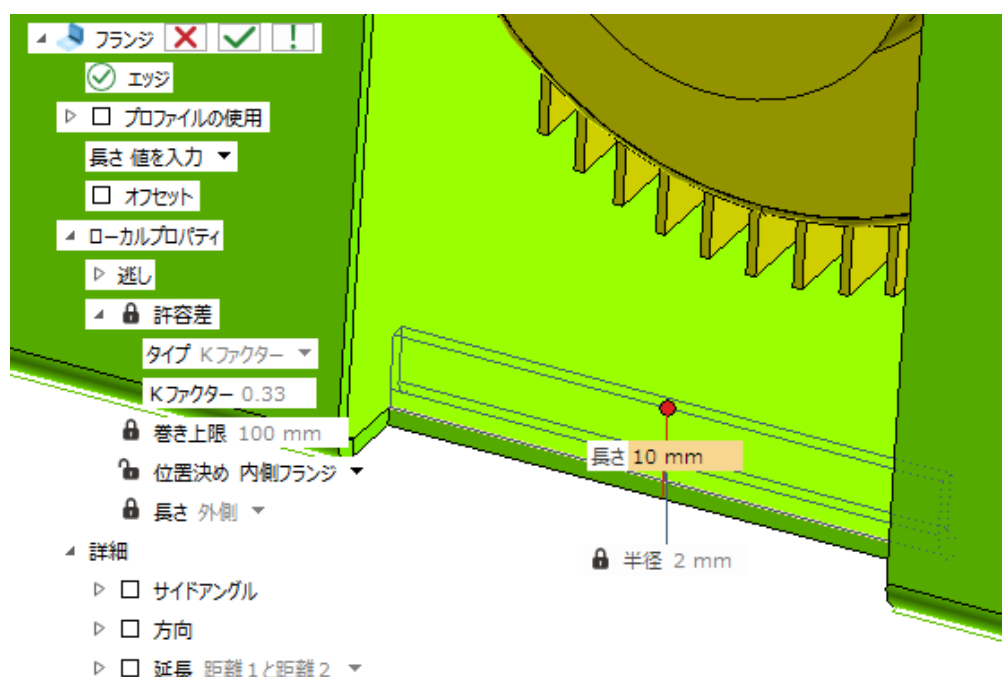 フランジ
エッジ
プロファイルの使用
長さ 値を入力
オフセット
ローカルプロパティ
逃し
許容差
タイプ Kファクター
Kファクター 0.33
巻き上限 100 mm
長さ 10 mm
位置決め 内側フランジ
長さ 外側
半径 2 mm
詳細
サイドアングル
方向
延長 距離1と距離2